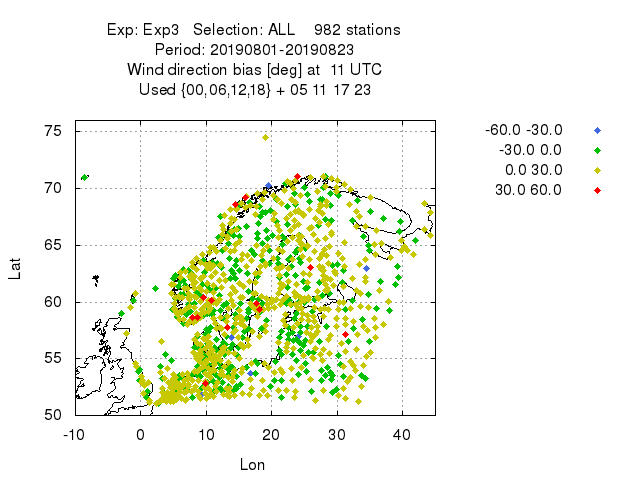 Exp: Exp3 Selection: ALL 982 stations
Period: 20190801-20190823
Wind direction bias [deg] at 11 UTC
Used {00,06,12,18} + 05 11 17 23
-60.0 -30.0
-30.0 0.0
0.0 30.0
30.0 60.0
75
70
65
60
55
50
Lat
-10 0 10 20 30 40
Lon